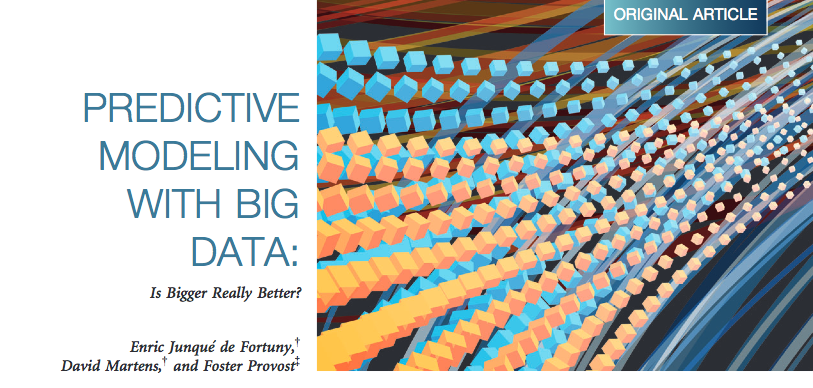 ORIGINAL ARTICLE
PREDICTIVE
MODELING
WITH BIG
DATA:
Is Bigger Really Better?
Enric Junqué de Fortuny,†
David Martens,† and Foster Provost‡